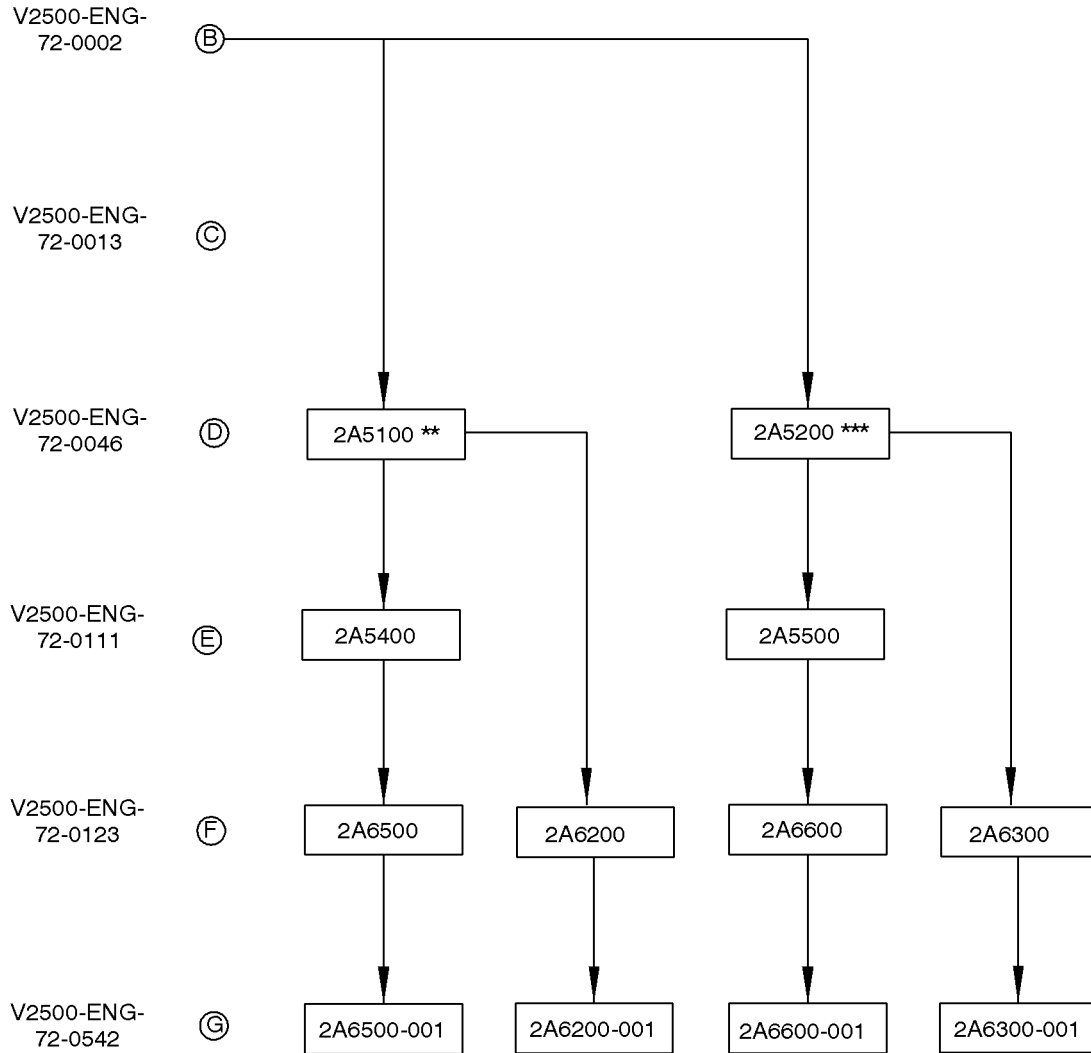 V2500-ENG-
72-0002
B
V2500-ENG-
72-0013
C
V2500-ENG-
72-0046
D
2A5100 **
2A5200 ***
V2500-ENG-
72-0111
E
2A5400
2A5500
V2500-ENG-
72-0123
F
2A6500
2A6200
2A6600
2A6300
V2500-ENG-
72-0542
G
2A6500-001
2A6200-001
2A6600-001
2A6300-001